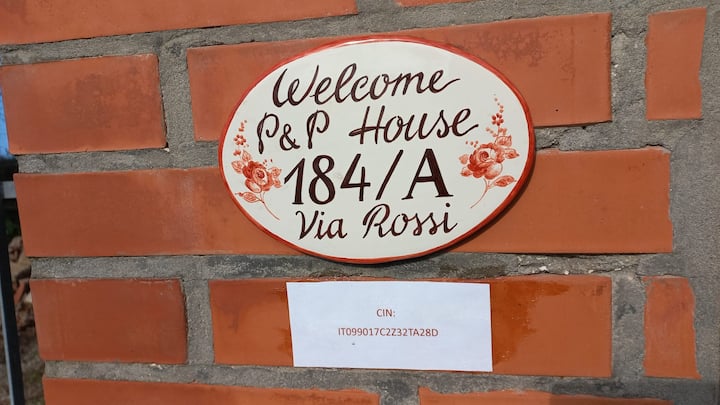 Welcome
P&P House
184/A
Via Rossi
CIN:
IT099017C2Z32TA28D